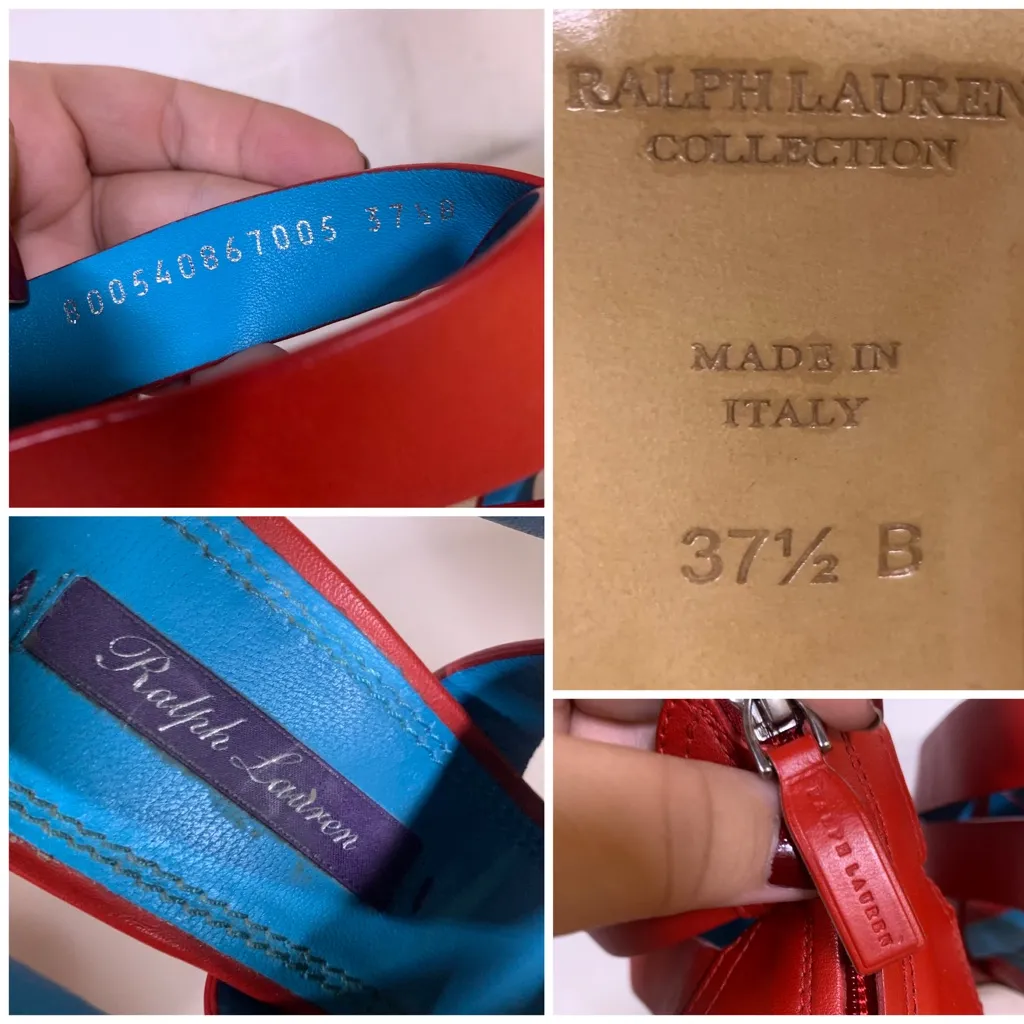 800540867005 37½B
RALPH LAUREN
COLLECTION
MADE IN
ITALY
37½ B
Ralph Lauren
RALPH LAUREN